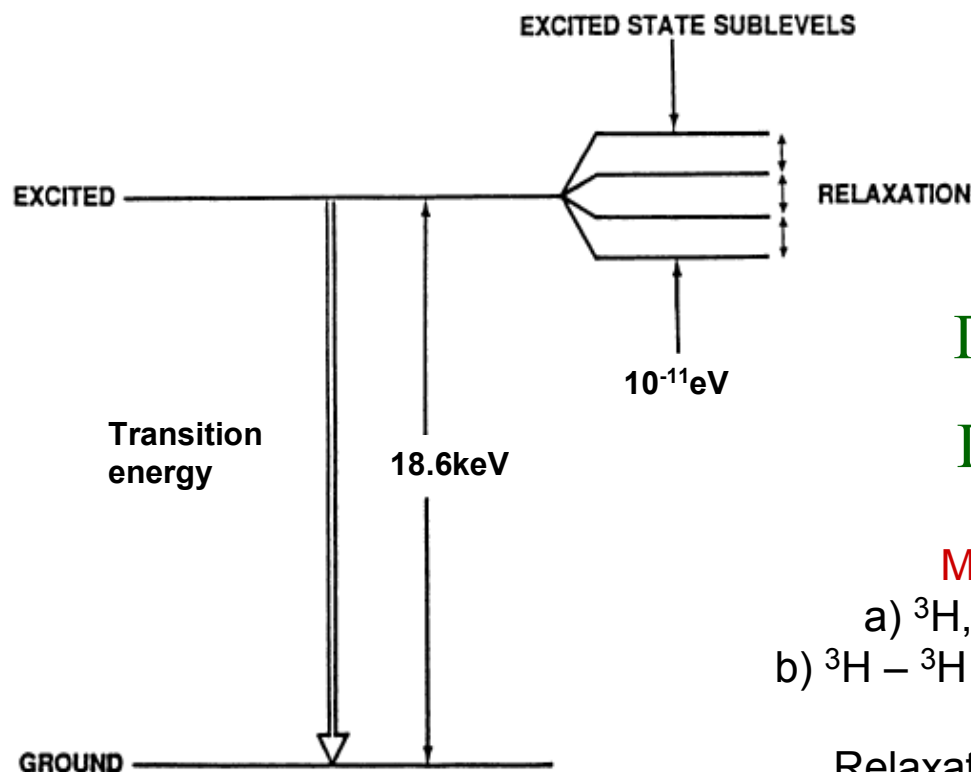 EXCITED STATE SUBLEVELS
EXCITED
RELAXATION
10⁻¹¹eV
Transition
energy
18.6keV
a) ³H,
b) ³H – ³H
GROUND